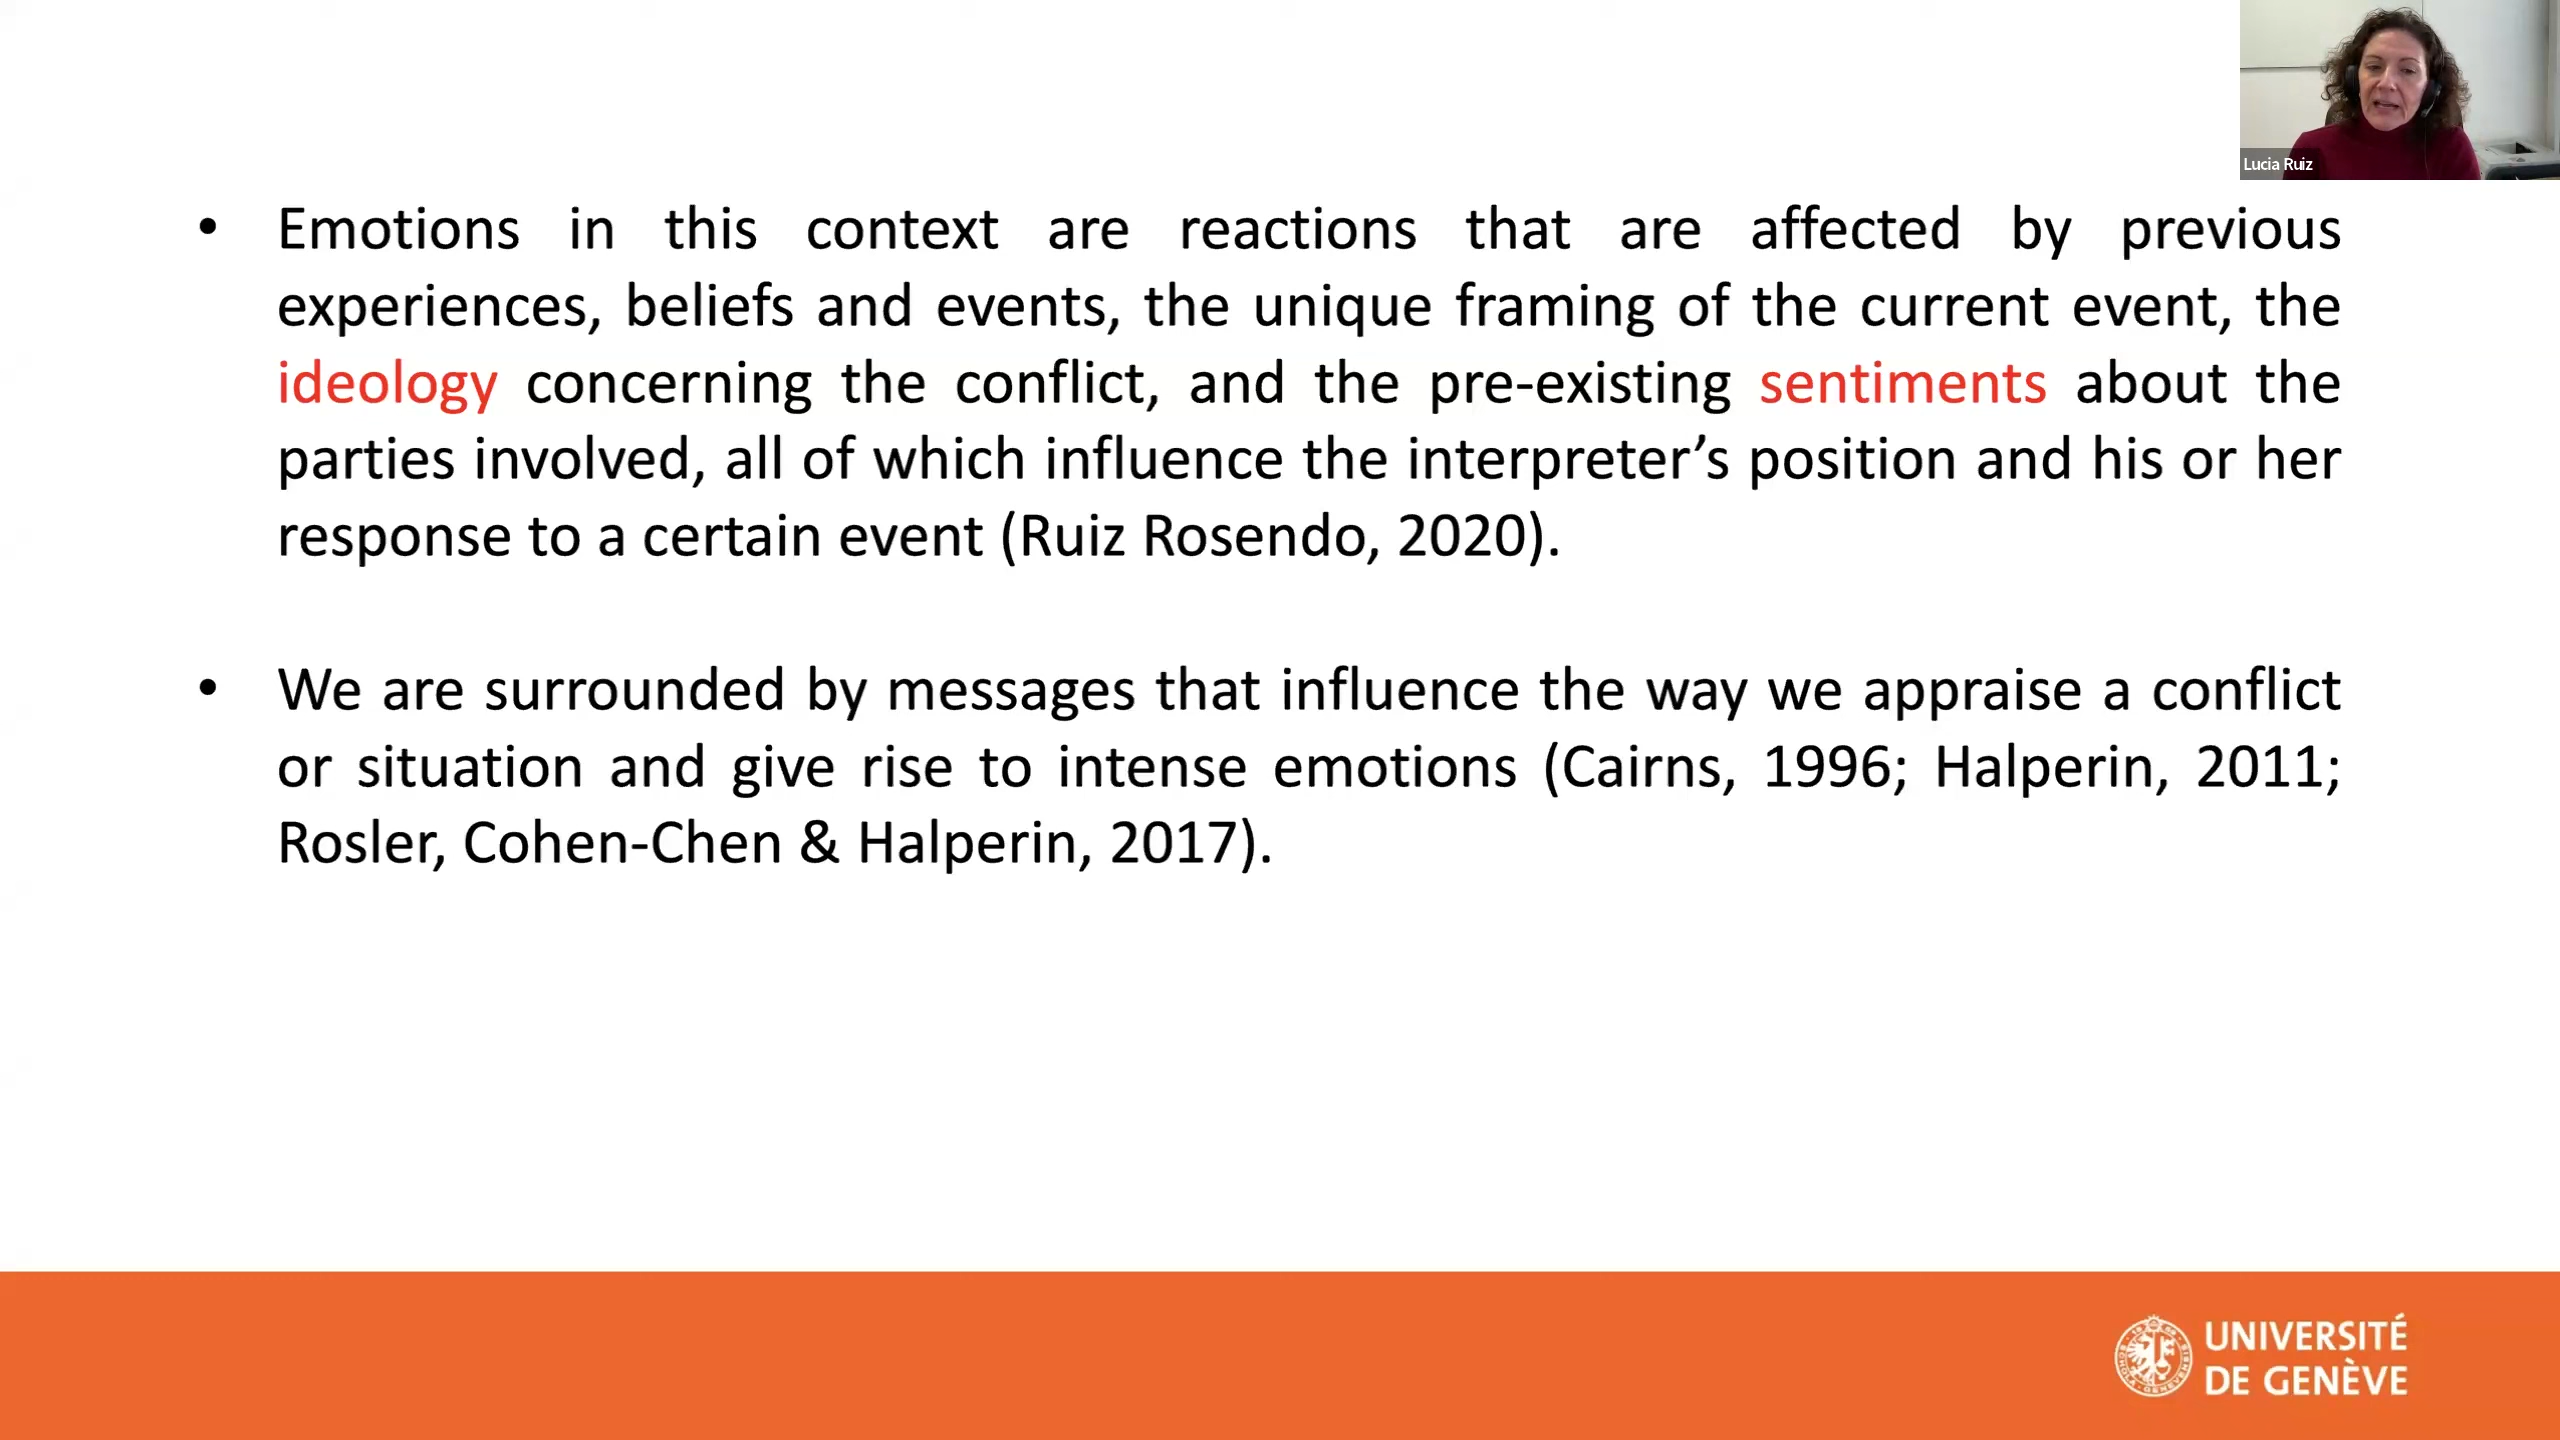 Lucia Ruiz
• Emotions in this context are reactions that are affected by previous
experiences, beliefs and events, the unique framing of the current event, the
ideology concerning the conflict, and the pre-existing sentiments about the
parties involved, all of which influence the interpreter’s position and his or her
response to a certain event (Ruiz Rosendo, 2020).
• We are surrounded by messages that influence the way we appraise a conflict
or situation and give rise to intense emotions (Cairns, 1996; Halperin, 2011;
Rosler, Cohen-Chen & Halperin, 2017).
UNIVERSITÉ
DE GENÈVE